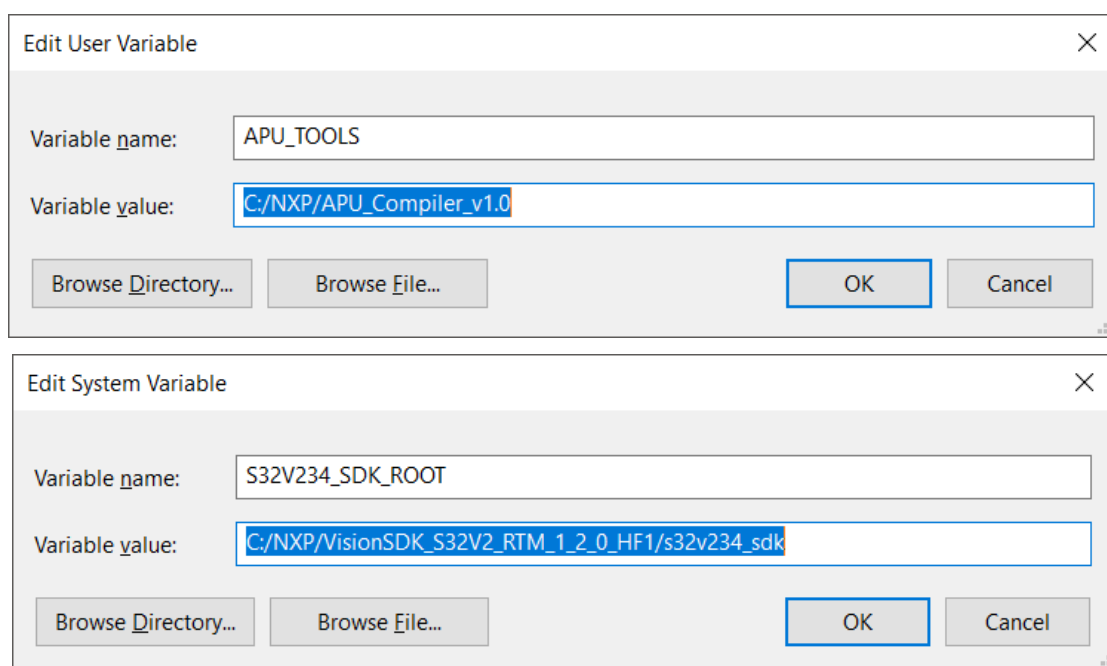 Edit User Variable
Variable name: APU_TOOLS
Variable value: C:/NXP/APU_Compiler_v1.0
Browse Directory... Browse File... OK Cancel
Edit System Variable
Variable name: S32V234_SDK_ROOT
Variable value: C:/NXP/VisionSDK_S32V2_RTM_1_2_0_HF1/s32v234_sdk
Browse Directory... Browse File... OK Cancel